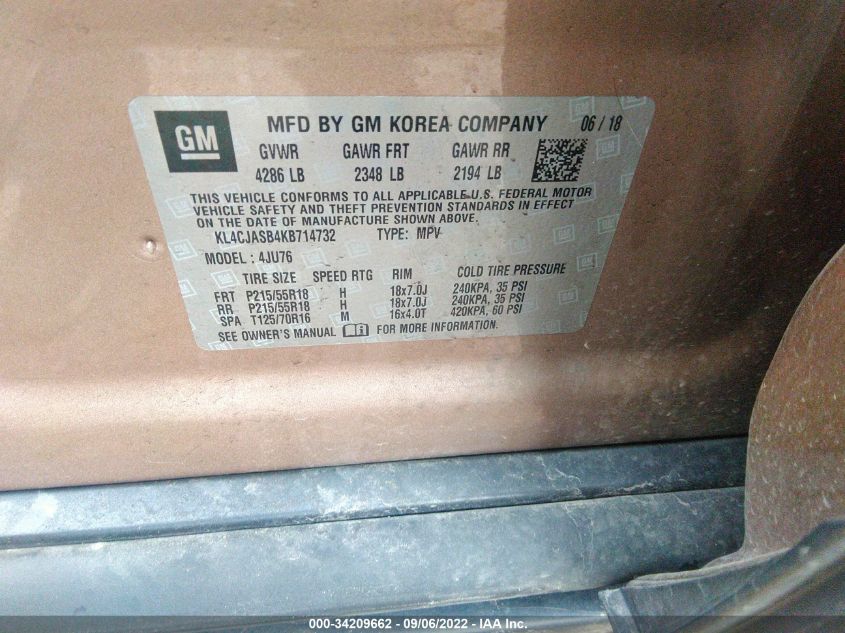 GM
MFD BY GM KOREA COMPANY 06 / 18
GVWR GAWR FRT GAWR RR
4286 LB 2348 LB 2194 LB
THIS VEHICLE CONFORMS TO ALL APPLICABLE U.S. FEDERAL MOTOR
VEHICLE SAFETY AND THEFT PREVENTION STANDARDS IN EFFECT
ON THE DATE OF MANUFACTURE SHOWN ABOVE.
KL4CJASB4KB714732 TYPE: MPV
MODEL : 4JU76
TIRE SIZE SPEED RTG RIM COLD TIRE PRESSURE
FRT P215/55R18 H 18x7.0J 240KPA, 35 PSI
RR P215/55R18 H 18x7.0J 240KPA, 35 PSI
SPA T125/70R16 M 16x4.0T 420KPA, 60 PSI
SEE OWNER'S MANUAL FOR MORE INFORMATION.
000-34209662 - 09/06/2022 - IAA Inc.